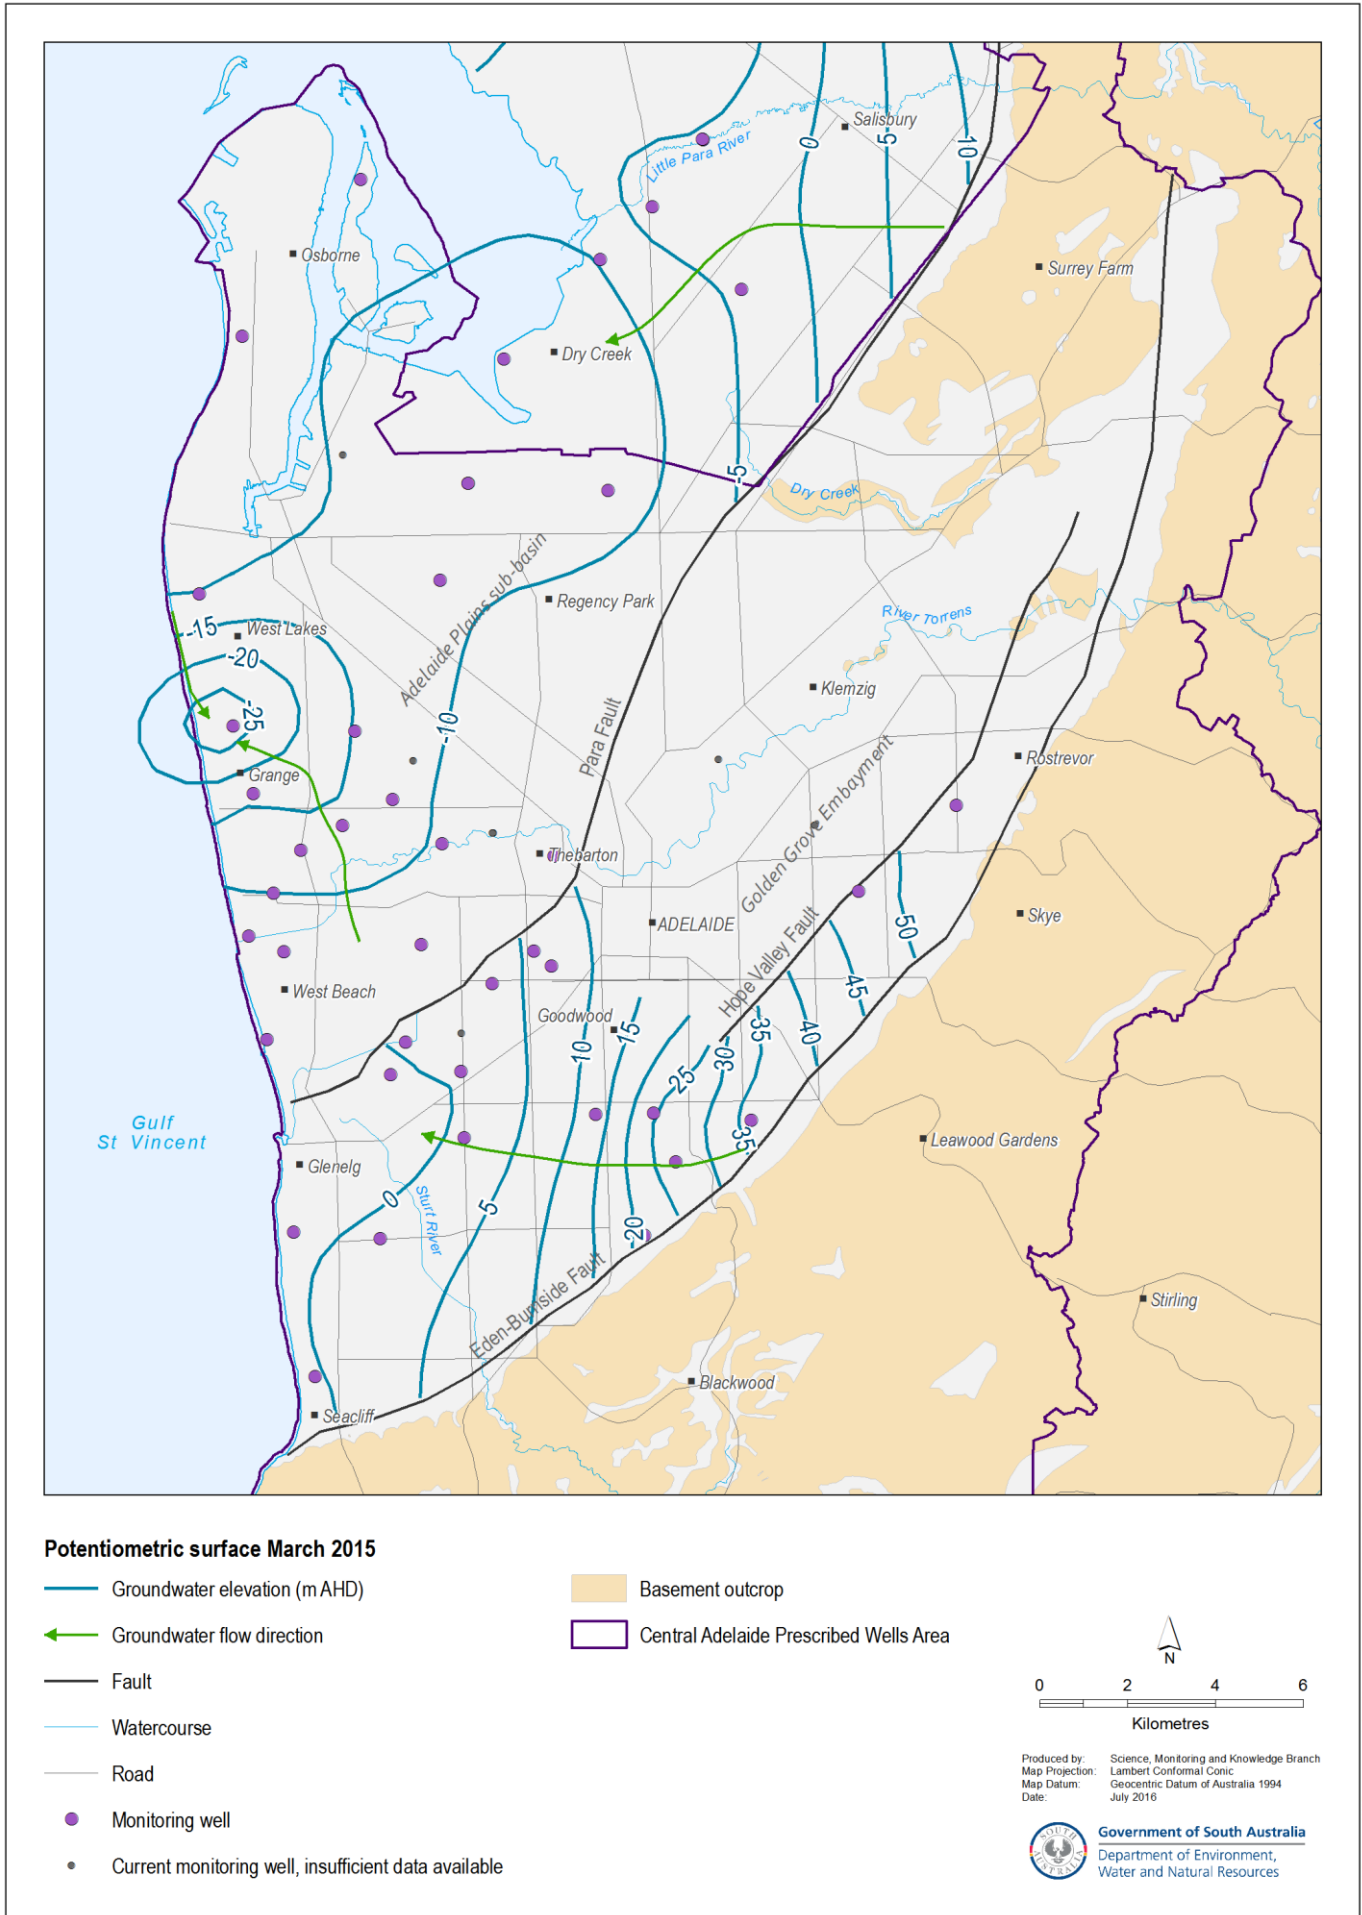 Salisbury
0
5
10
Little Para River
Osborne
Surrey Farm
Dry Creek
-5
Dry Creek
Adelaide Plains sub-basin
Regency Park
River Torrens
-15
West Lakes
-20
Klemzig
-25
-10
Para Fault
Grange
Golden Grove Embayment
Rostrevor
Thebarton
ADELAIDE
Skye
50
Hope Valley Fault
West Beach
45
Goodwood
15
35
40
10
30
25
Gulf
St Vincent
35
Leawood Gardens
Glenelg
0
5
Sturt River
20
Eden-Burnside Fault
Stirling
Blackwood
Seacliff
Potentiometric surface March 2015
Groundwater elevation (m AHD)
Groundwater flow direction
Fault
Watercourse
Road
Monitoring well
Current monitoring well, insufficient data available
Basement outcrop
Central Adelaide Prescribed Wells Area
N
0 2 4 6
Kilometres
Produced by: Science, Monitoring and Knowledge Branch
Map Projection: Lambert Conformal Conic
Map Datum: Geocentric Datum of Australia 1994
Date: July 2016
SOUTH AUSTRALIA
Government of South Australia
Department of Environment,
Water and Natural Resources